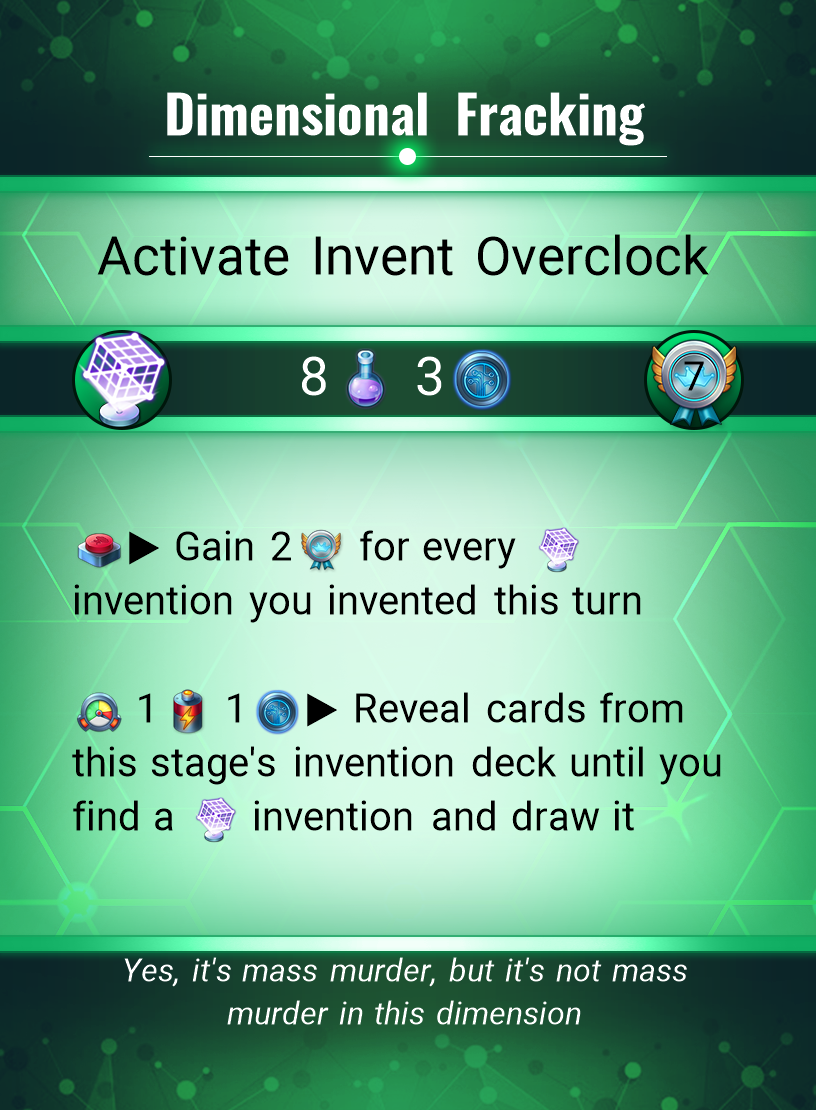 Dimensional Fracking
Activate Invent Overclock
8 3 7
▶ Gain 2 for every
invention you invented this turn
1 1 ▶ Reveal cards from
this stage's invention deck until you
find a invention and draw it
Yes, it's mass murder, but it's not mass
murder in this dimension